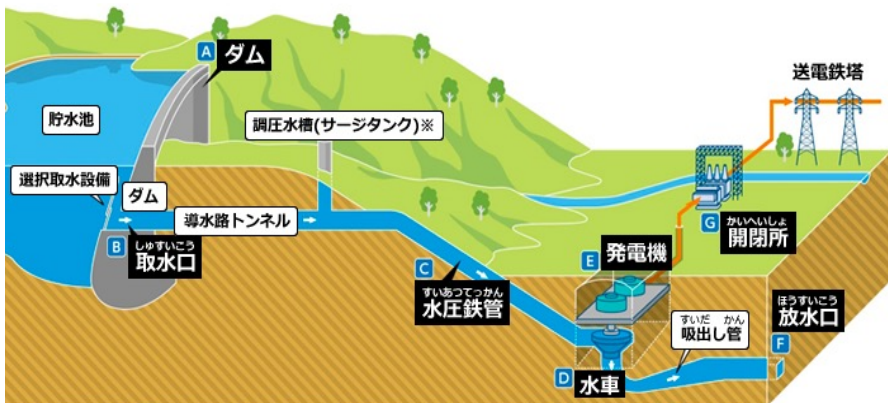 A ダム
送電鉄塔
貯水池
調圧水槽(サージタンク)※
選択取水設備
ダム
導水路トンネル
B しゅすいこう
取水口
C
すいあつてっかん
水圧鉄管
E 発電機
G かいへいしょ
開閉所
ほうすいこう
放水口
F
すいだ かん
吸出し管
D 水車